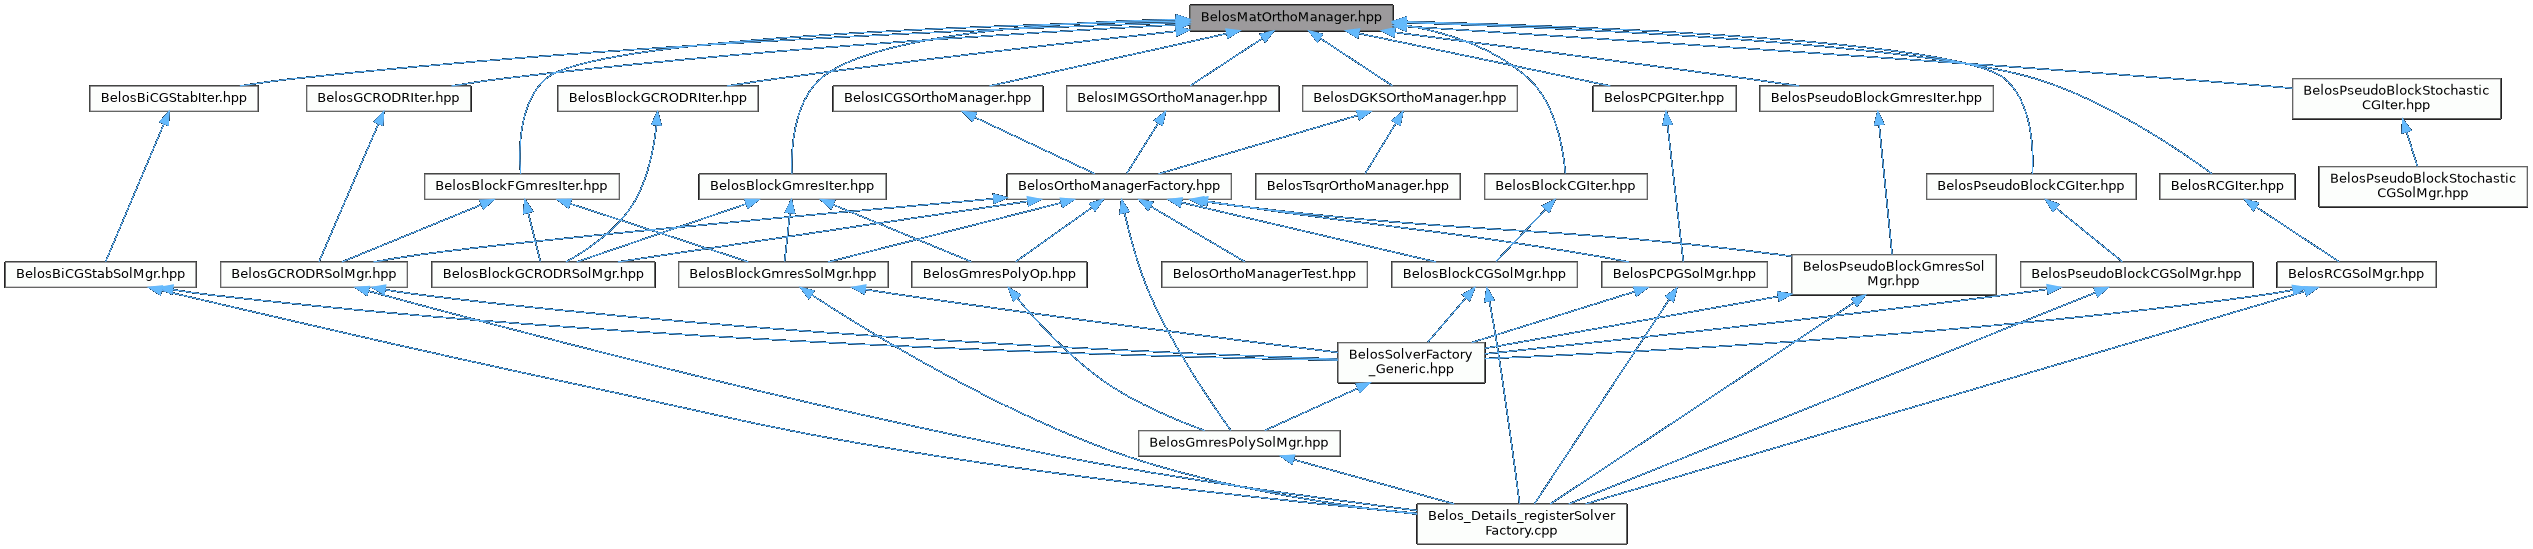 BelosMatOrthoManager.hpp
BelosBiCGStabIter.hpp
BelosGCRODRIter.hpp
BelosBlockGCRODRIter.hpp
BelosICGSOrthoManager.hpp
BelosIMGSOrthoManager.hpp
BelosDGKSOrthoManager.hpp
BelosPCPGIter.hpp
BelosPseudoBlockGmresIter.hpp
BelosPseudoBlockStochastic
CGIter.hpp
BelosBlockFGmresIter.hpp
BelosBlockGmresIter.hpp
BelosOrthoManagerFactory.hpp
BelosTsqrOrthoManager.hpp
BelosBlockCGIter.hpp
BelosPseudoBlockCGIter.hpp
BelosRCGIter.hpp
BelosPseudoBlockStochastic
CGSolMgr.hpp
BelosBiCGStabSolMgr.hpp
BelosGCRODRSolMgr.hpp
BelosBlockGCRODRSolMgr.hpp
BelosBlockGmresSolMgr.hpp
BelosGmresPolyOp.hpp
BelosOrthoManagerTest.hpp
BelosBlockCGSolMgr.hpp
BelosPCPGSolMgr.hpp
BelosPseudoBlockGmresSol
Mgr.hpp
BelosPseudoBlockCGSolMgr.hpp
BelosRCGSolMgr.hpp
BelosSolverFactory
_Generic.hpp
BelosGmresPolySolMgr.hpp
Belos_Details_registerSolver
Factory.cpp